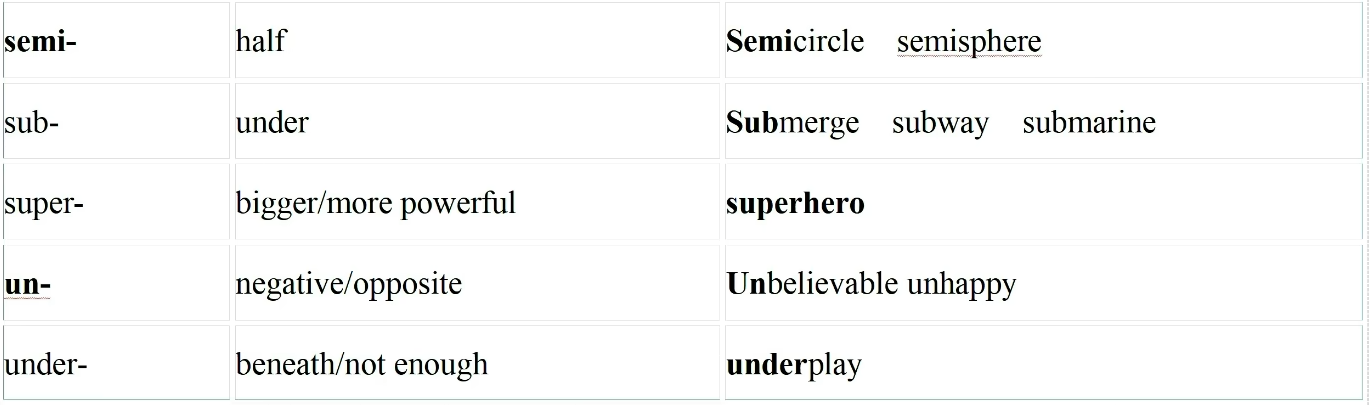 semi- half Semicircle semisphere
sub- under Submerge subway submarine
super- bigger/more powerful superhero
un- negative/opposite Unbelievable unhappy
under- beneath/not enough underplay